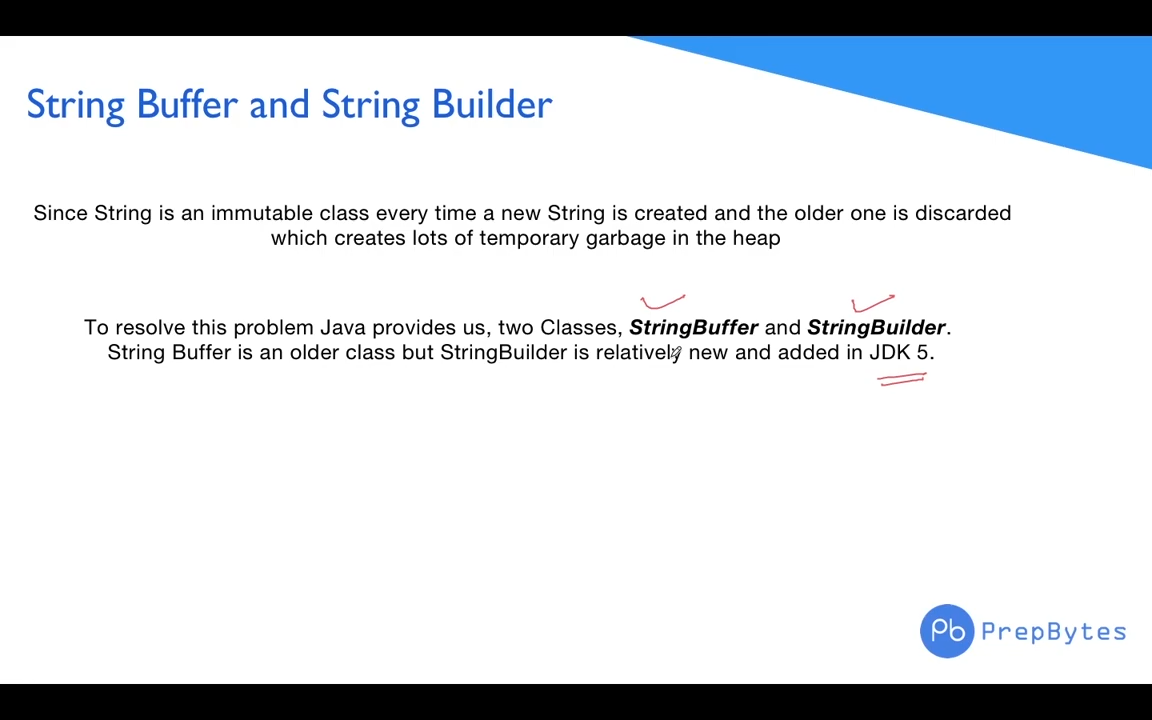 String Buffer and String Builder
Since String is an immutable class every time a new String is created and the older one is discarded
which creates lots of temporary garbage in the heap
To resolve this problem Java provides us, two Classes, StringBuffer and StringBuilder.
String Buffer is an older class but StringBuilder is relatively new and added in JDK 5.
Pb PrepBytes